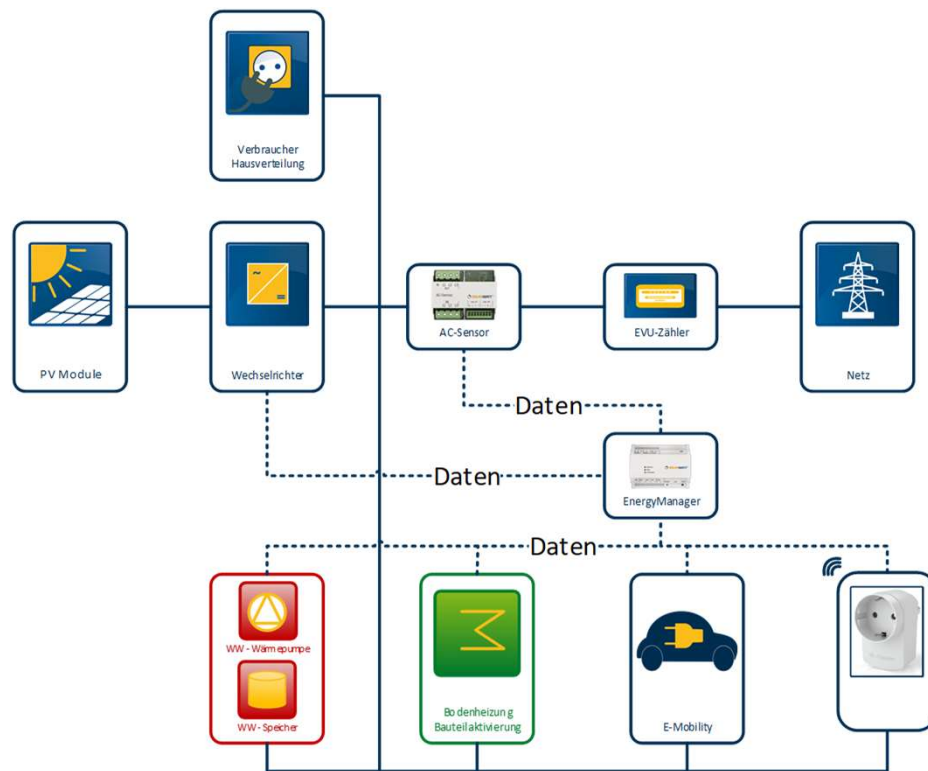 Verbraucher
Hausverteilung
PV Module
Wechselrichter
AC-Sensor
EVU-Zähler
Netz
Daten
Daten
EnergyManager
Daten
WW - Wärmepumpe
WW - Speicher
Bodenheizung
Bauteilaktivierung
E-Mobility